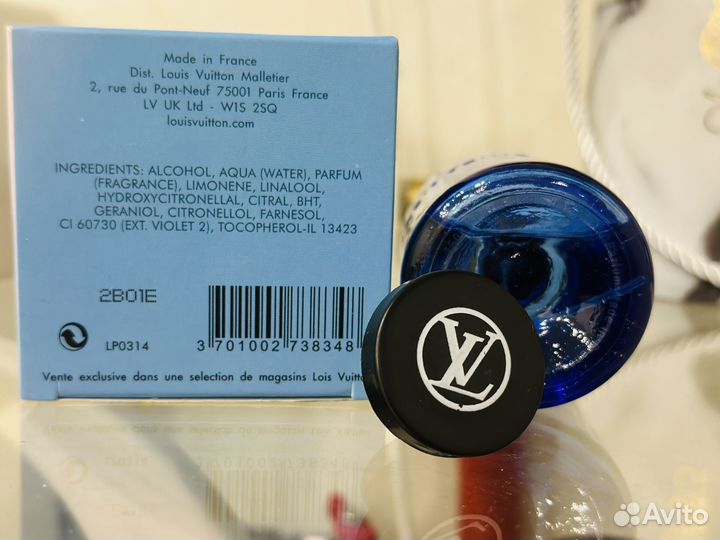 Made in France
Dist. Louis Vuitton Malletier
2, rue du Pont-Neuf 75001 Paris France
LV UK Ltd - W1S 2SQ
louisvuitton.com
INGREDIENTS: ALCOHOL, AQUA (WATER), PARFUM
(FRAGRANCE), LIMONENE, LINALOOL,
HYDROXYCITRONELLAL, CITRAL, BHT,
GERANIOL, CITRONELLOL, FARNESOL,
CI 60730 (EXT. VIOLET 2), TOCOPHEROL-IL 13423
2B01E
LP0314
3 701002 738348
Vente exclusive dans une selection de magasins Lois Vuitto
LV
Avito